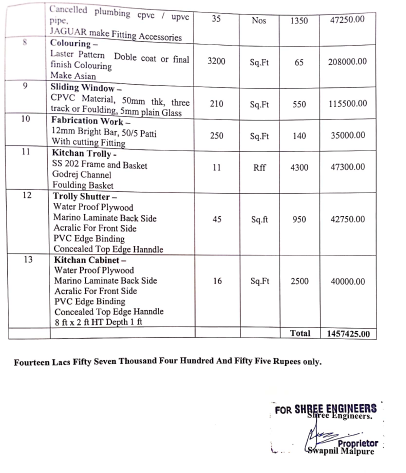 Cancelled plumbing cpvc / upvc 35 Nos 1350 47250.00
pipe.
JAGUAR make Fitting Accessories
8 Colouring –
Laster Pattern Doble coat or final 3200 Sq.Ft 65 208000.00
finish Colouring
Make Asian
9 Sliding Window –
CPVC Material, 50mm thk, three 210 Sq.Ft 550 115500.00
track or Foulding, 5mm plain Glass
10 Fabrication Work –
12mm Bright Bar, 50/5 Patti 250 Sq.Ft 140 35000.00
With cutting Fitting
11 Kitchan Trolly -
SS 202 Frame and Basket 11 Rff 4300 47300.00
Godrej Channel
Foulding Basket
12 Trolly Shutter –
Water Proof Plywood
Marino Laminate Back Side 45 Sq.ft 950 42750.00
Acralic For Front Side
PVC Edge Binding
Concealed Top Edge Hanndle
13 Kitchan Cabinet –
Water Proof Plywood
Marino Laminate Back Side 16 Sq.Ft 2500 40000.00
Acralic For Front Side
PVC Edge Binding
Concealed Top Edge Hanndle
8 ft x 2 ft HT Depth 1 ft
Total 1457425.00
Fourteen Lacs Fifty Seven Thousand Four Hundred And Fifty Five Rupees only.
FOR SHREE ENGINEERS
Shree Engineers.
Proprietor
Swapnil Malpure